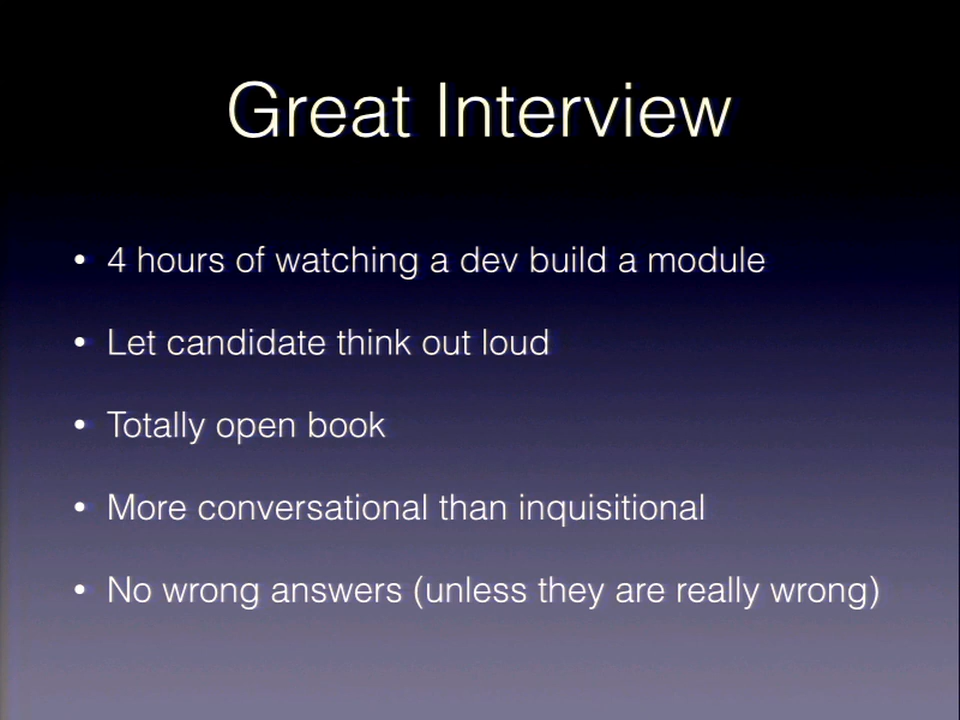 Great Interview
• 4 hours of watching a dev build a module
• Let candidate think out loud
• Totally open book
• More conversational than inquisitional
• No wrong answers (unless they are really wrong)